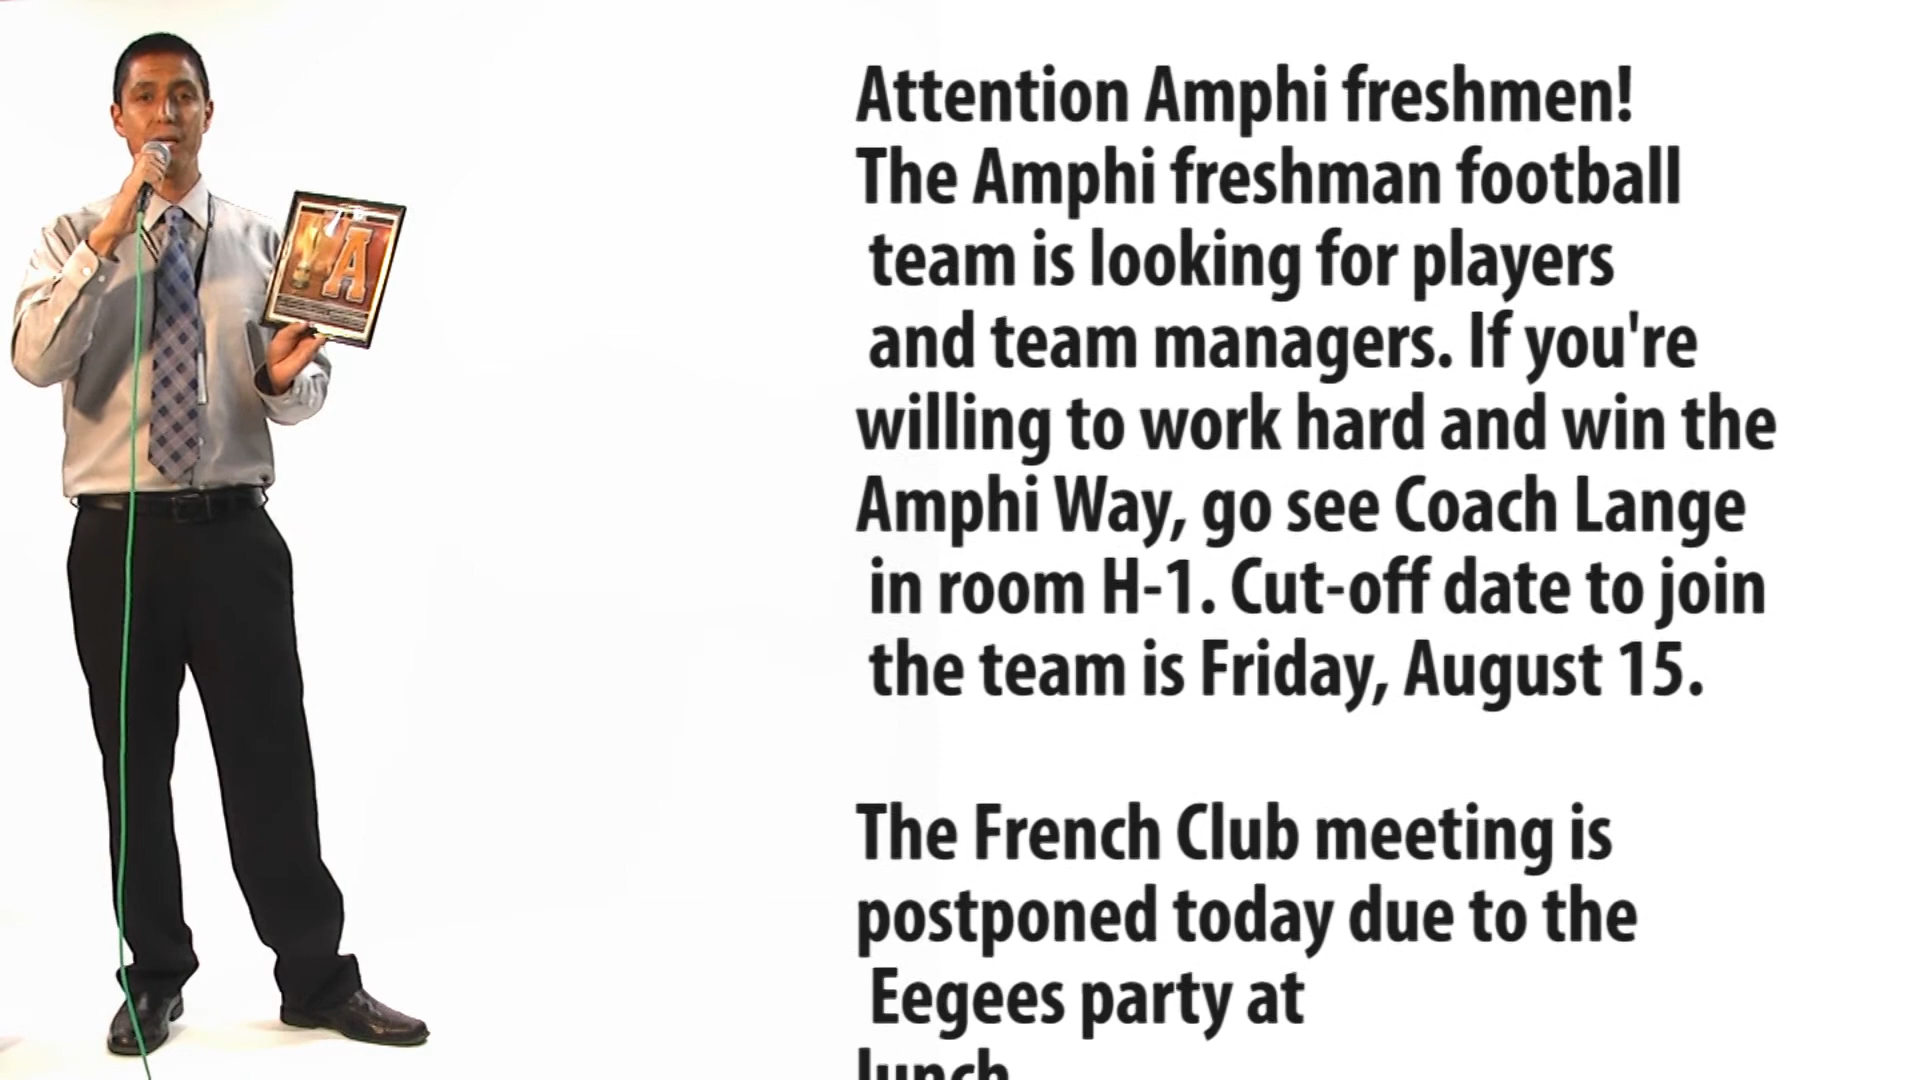 Attention Amphi freshmen!
The Amphi freshman football
team is looking for players
and team managers. If you're
willing to work hard and win the
Amphi Way, go see Coach Lange
in room H-1. Cut-off date to join
the team is Friday, August 15.
The French Club meeting is
postponed today due to the
Eegees party at
lunch
A